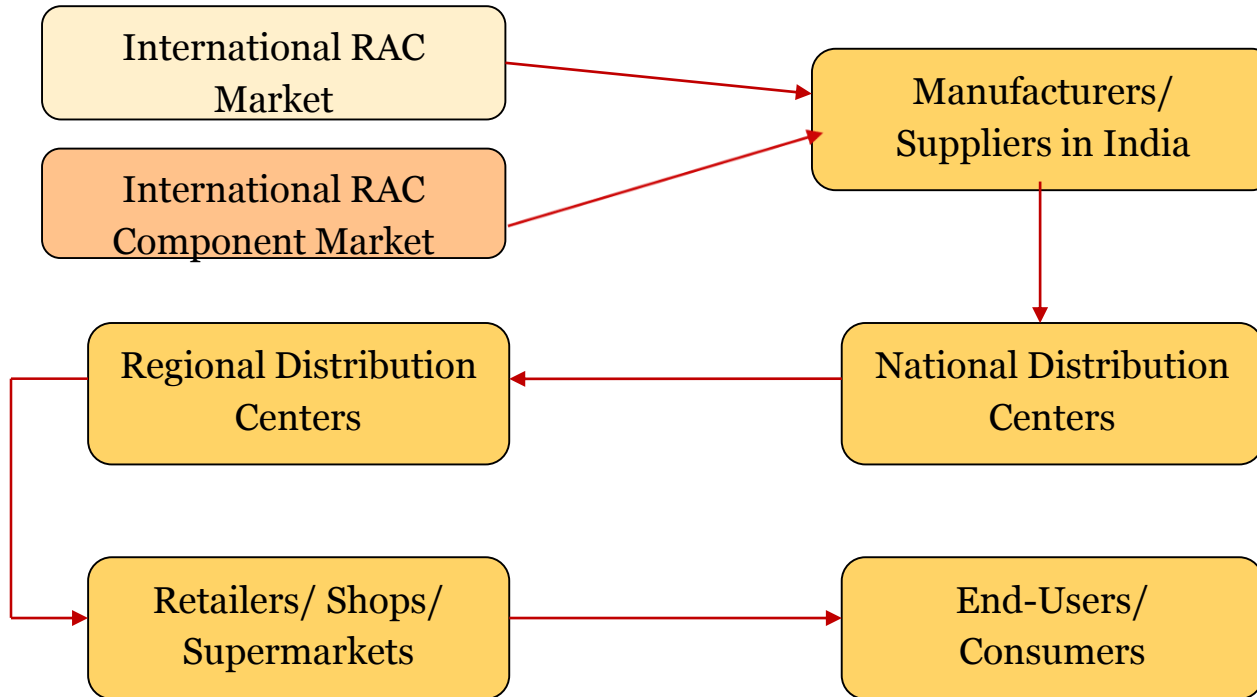 International RAC
Market
Manufacturers/
Suppliers in India
International RAC
Component Market
Regional Distribution
Centers
National Distribution
Centers
Retailers/ Shops/
Supermarkets
End-Users/
Consumers